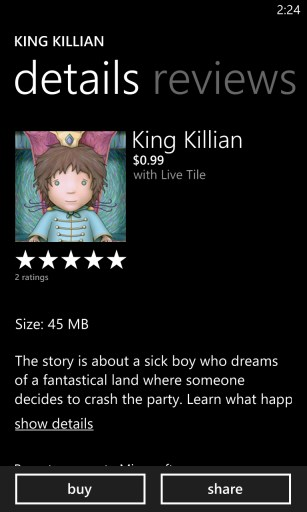 2:24
KING KILLIAN
details reviews
King Killian
$0.99
with Live Tile
2 ratings
Size: 45 MB
The story is about a sick boy who dreams
of a fantastical land where someone
decides to crash the party. Learn what happ
show details
buy share